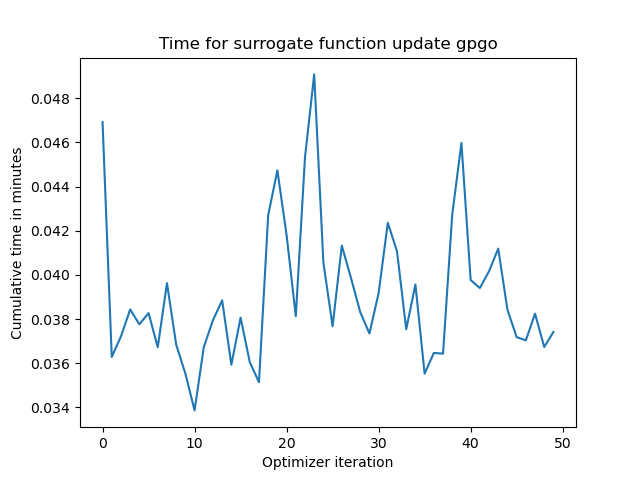 Time for surrogate function update gpgo
0.048
0.046
0.044
0.042
0.040
0.038
0.036
0.034
Cumulative time in minutes
0 10 20 30 40 50
Optimizer iteration